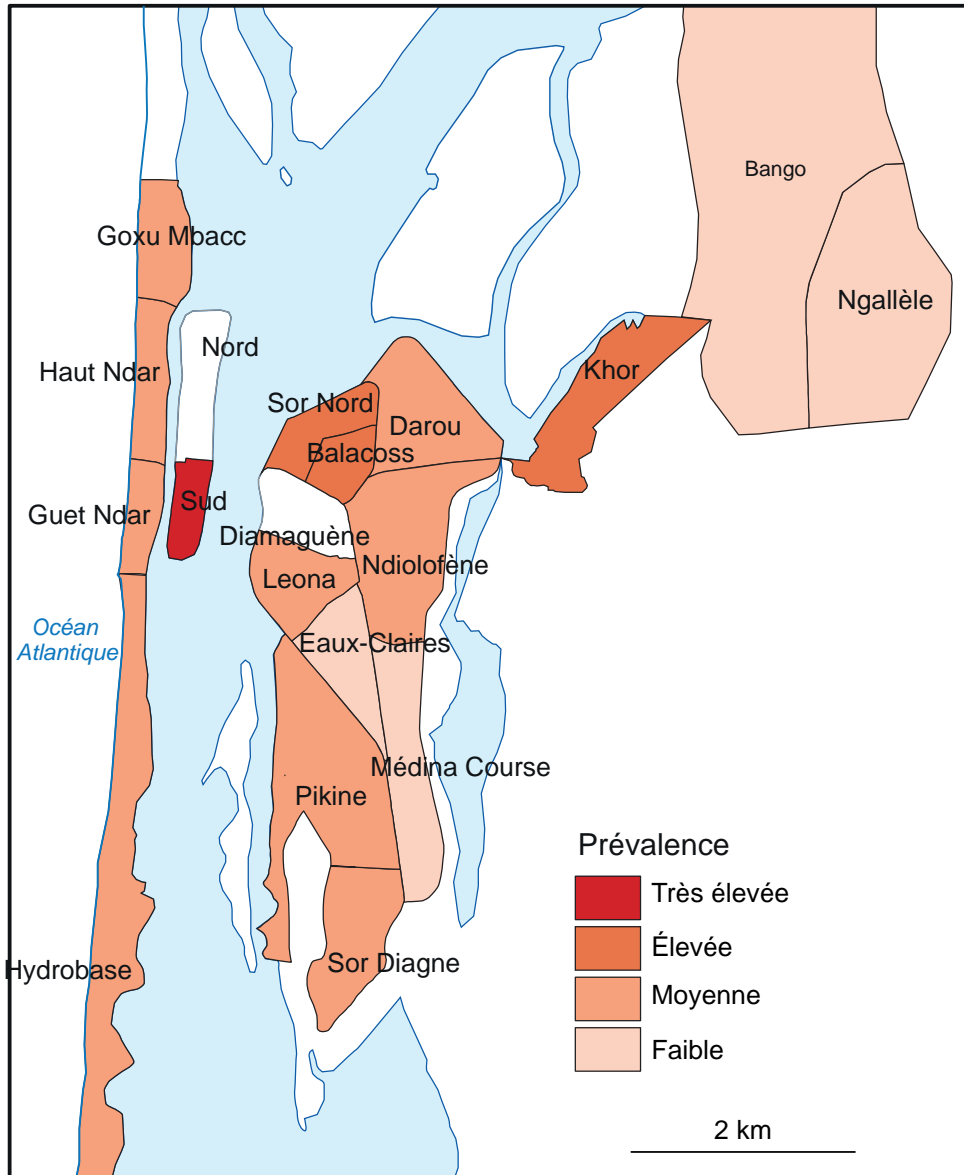 Bango
Goxu Mbacc
Ngallèle
Nord
Haut Ndar
Khor
Sor Nord
Darou
Balacoss
Sud
Guet Ndar
Diamaguène
Ndiolofène
Leona
Océan
Atlantique
Eaux-Claires
Médina Course
Pikine
Hydrobase
Sor Diagne
Prévalence
Très élevée
Élevée
Moyenne
Faible
2 km